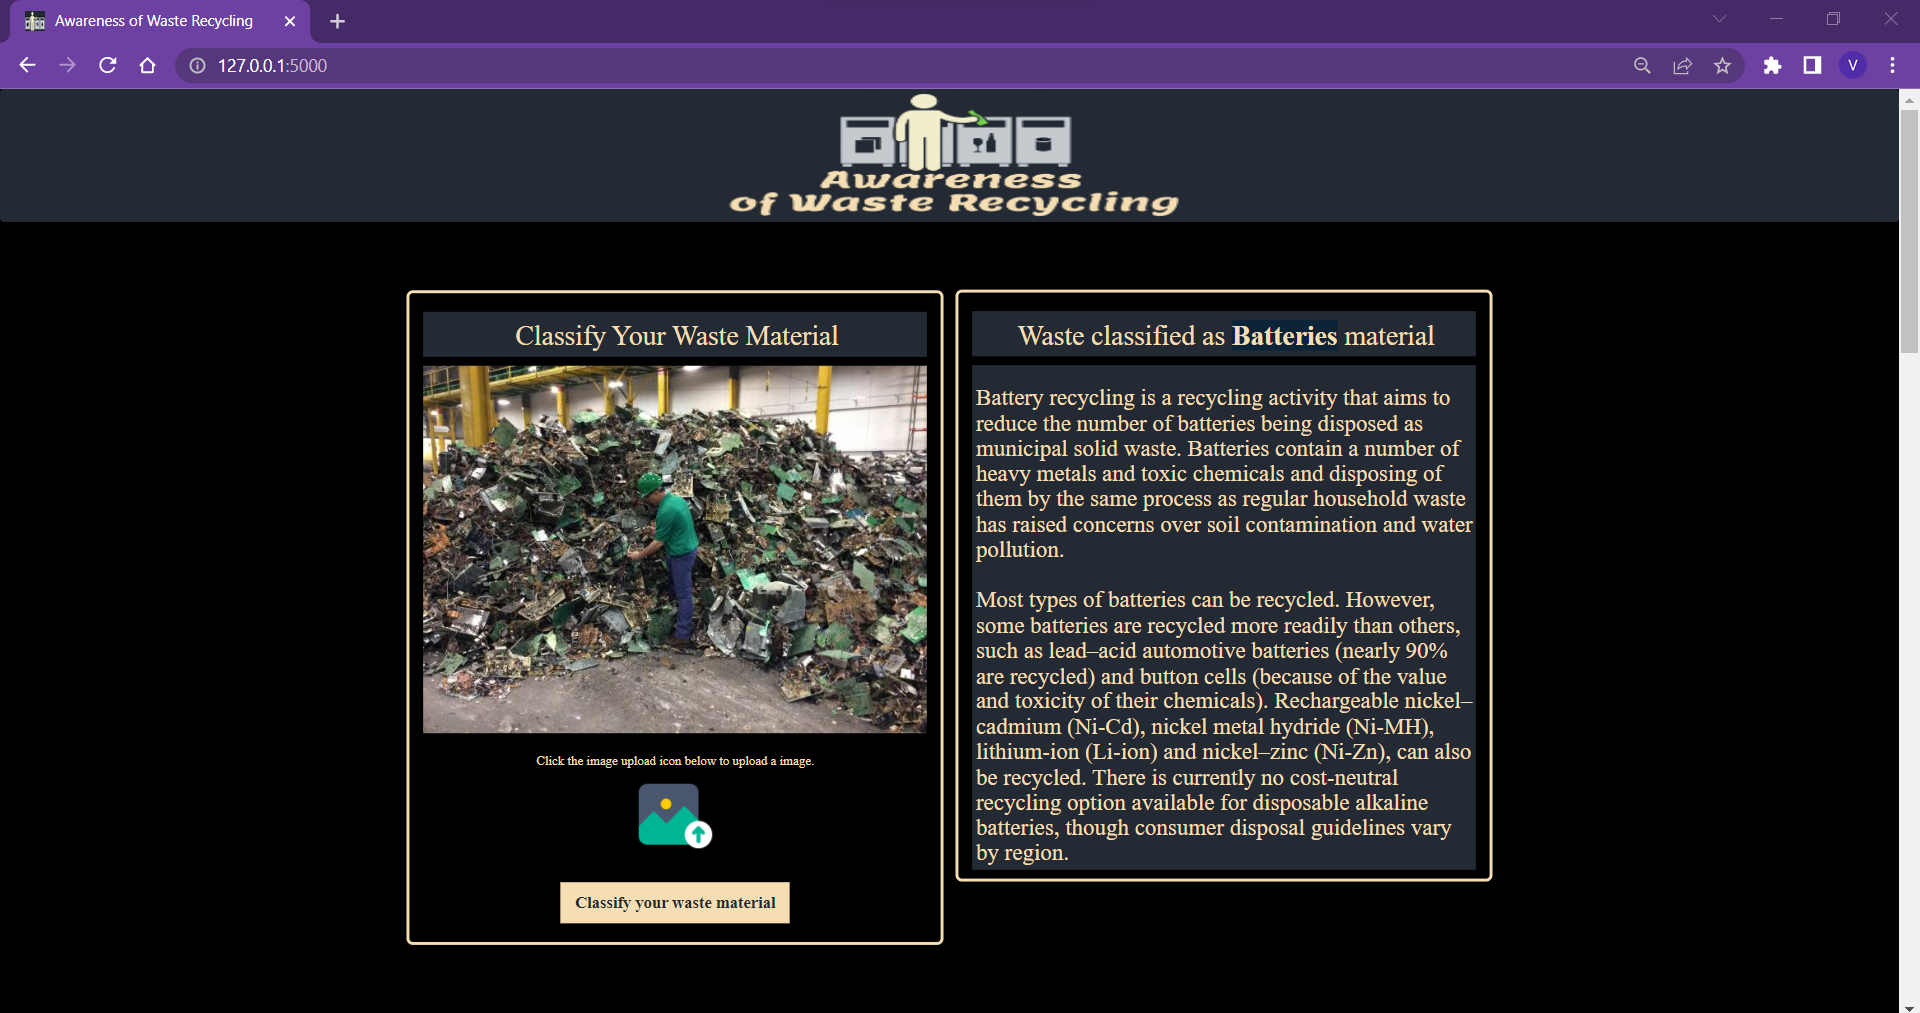 Awareness of Waste Recycling
127.0.0.1:5000
V
Awareness
of Waste Recycling
Classify Your Waste Material
Click the image upload icon below to upload a image.
Classify your waste material
Waste classified as Batteries material
Battery recycling is a recycling activity that aims to
reduce the number of batteries being disposed as
municipal solid waste. Batteries contain a number of
heavy metals and toxic chemicals and disposing of
them by the same process as regular household waste
has raised concerns over soil contamination and water
pollution.
Most types of batteries can be recycled. However,
some batteries are recycled more readily than others,
such as lead–acid automotive batteries (nearly 90%
are recycled) and button cells (because of the value
and toxicity of their chemicals). Rechargeable nickel–
cadmium (Ni-Cd), nickel metal hydride (Ni-MH),
lithium-ion (Li-ion) and nickel–zinc (Ni-Zn), can also
be recycled. There is currently no cost-neutral
recycling option available for disposable alkaline
batteries, though consumer disposal guidelines vary
by region.